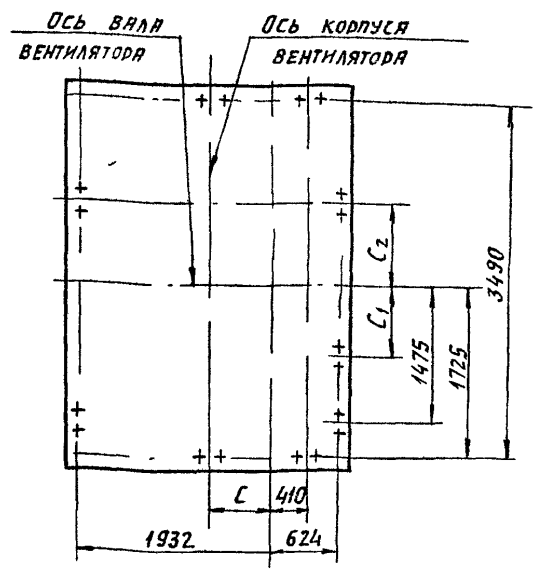 Ось вала
вентилятора
Ось корпуса
вентилятора
C2
C1
3490
1475
1725
C
410
1932
624